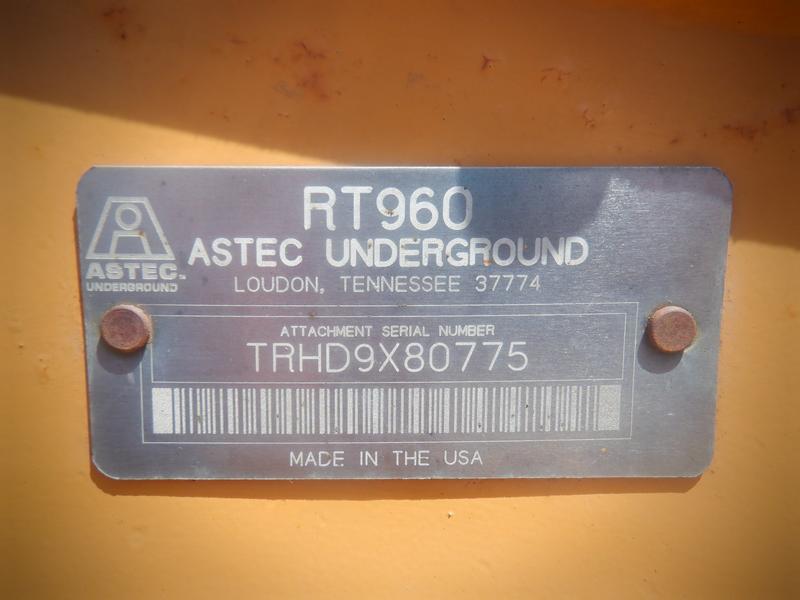 RT960
ASTEC
UNDERGROUND
ASTEC UNDERGROUND
LOUDON, TENNESSEE 37774
ATTACHMENT SERIAL NUMBER
TRHD9X80775
MADE IN THE USA